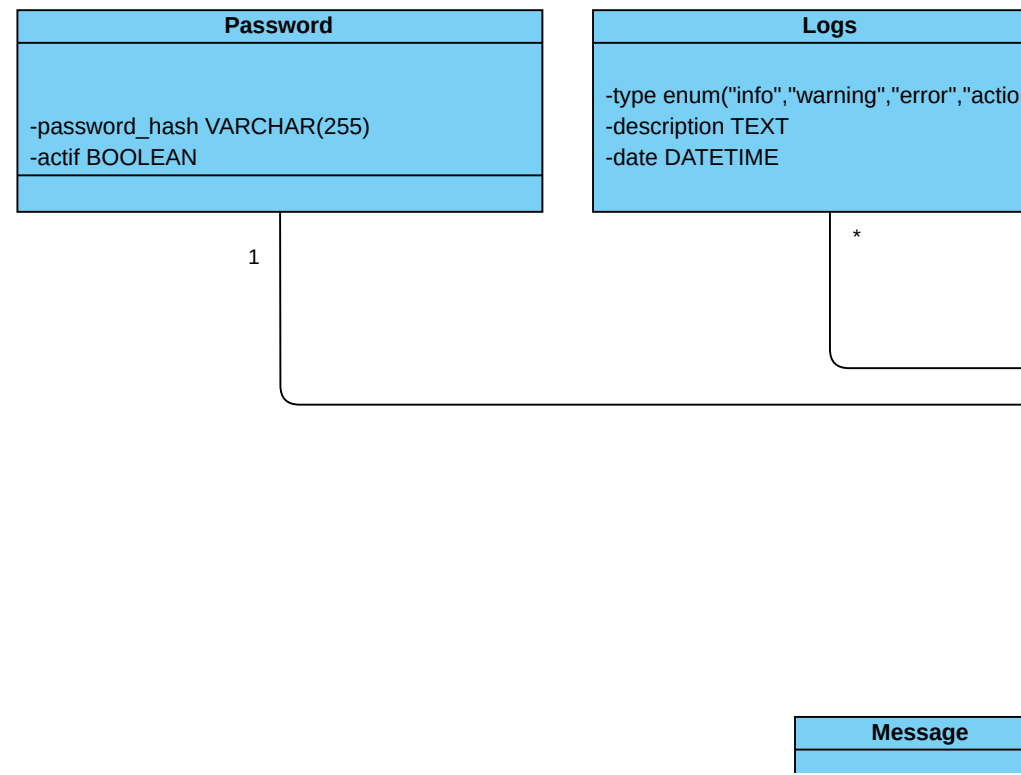 Password
-password_hash VARCHAR(255)
-actif BOOLEAN
1
Logs
-type enum("info","warning","error","actio
-description TEXT
-date DATETIME
*
Message